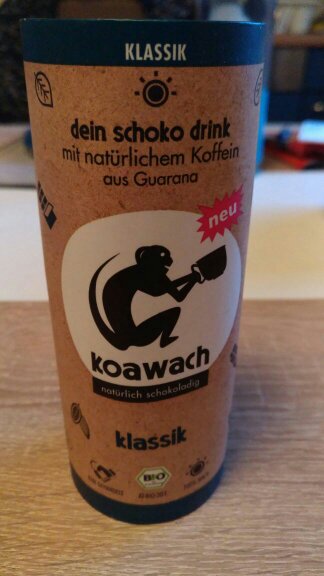 KLASSIK
dein schoko drink
mit natürlichem Koffein
aus Guarana
neu
koawach
natürlich schokoladig
klassik
BIO